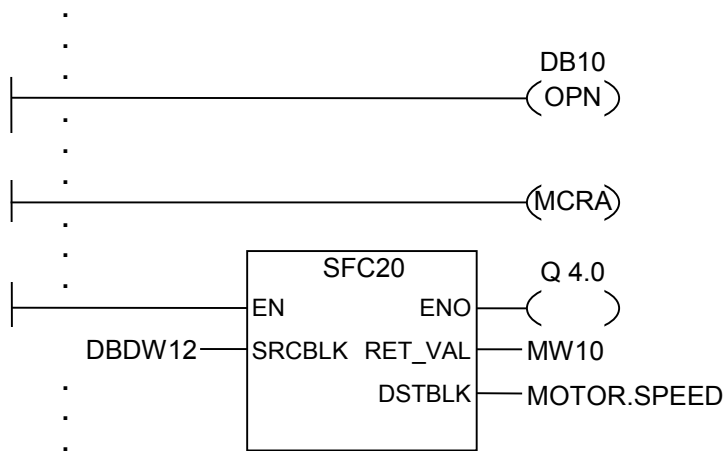 DB10
OPN
MCRA
SFC20
Q 4.0
EN ENO
DBDW12 SRCBLK RET_VAL MW10
DSTBLK MOTOR.SPEED